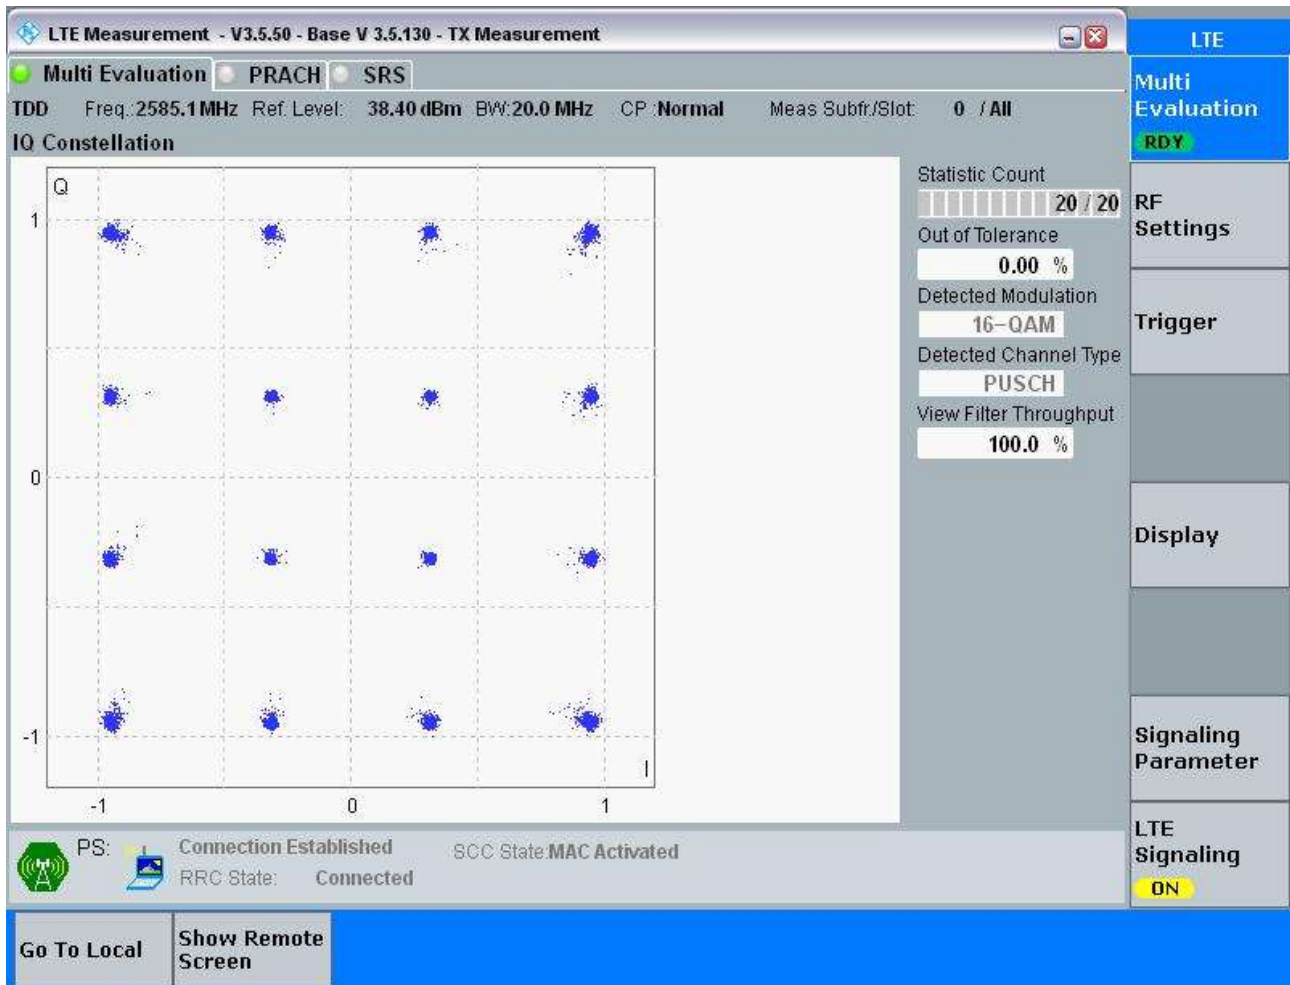 LTE Measurement - V3.5.50 - Base V 3.5.130 - TX Measurement
LTE
Multi Evaluation PRACH SRS
Multi
Evaluation
RDY
TDD Freq.:2585.1 MHz Ref. Level: 38.40 dBm BW:20.0 MHz CP :Normal Meas Subfr./Slot: 0 / All
IQ Constellation
Q
1
0
-1
-1 0 1
I
Statistic Count
20 / 20
Out of Tolerance
0.00 %
Detected Modulation
16-QAM
Detected Channel Type
PUSCH
View Filter Throughput
100.0 %
RF
Settings
Trigger
Display
Signaling
Parameter
LTE
Signaling
ON
PS: Connection Established SCC State:MAC Activated
RRC State: Connected
Go To Local
Show Remote
Screen